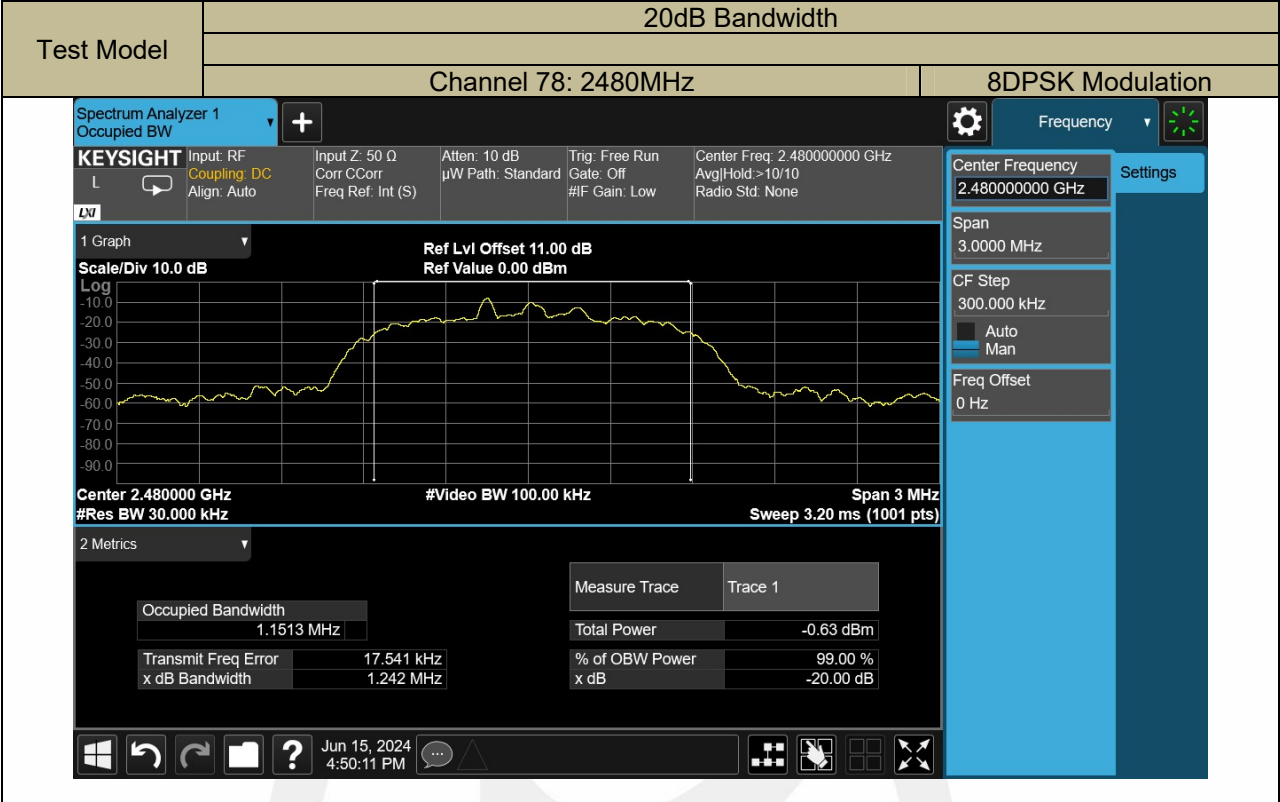 Test Model
20dB Bandwidth
Channel 78: 2480MHz
8DPSK Modulation
Spectrum Analyzer 1
Occupied BW
+
Frequency
KEYSIGHT
L
LXI
Input: RF
Coupling: DC
Align: Auto
Input Z: 50 Ω
Corr CCorr
Freq Ref: Int (S)
Atten: 10 dB
µW Path: Standard
Trig: Free Run
Gate: Off
#IF Gain: Low
Center Freq: 2.480000000 GHz
Avg|Hold:>10/10
Radio Std: None
Center Frequency
2.480000000 GHz
Settings
Span
3.0000 MHz
CF Step
300.000 kHz
Auto
Man
Freq Offset
0 Hz
1 Graph
Scale/Div 10.0 dB
Ref Lvl Offset 11.00 dB
Ref Value 0.00 dBm
Log
-10.0
-20.0
-30.0
-40.0
-50.0
-60.0
-70.0
-80.0
-90.0
Center 2.480000 GHz
#Res BW 30.000 kHz
#Video BW 100.00 kHz
Span 3 MHz
Sweep 3.20 ms (1001 pts)
2 Metrics
Measure Trace Trace 1
Occupied Bandwidth
1.1513 MHz
Total Power -0.63 dBm
Transmit Freq Error 17.541 kHz
% of OBW Power 99.00 %
x dB Bandwidth 1.242 MHz
x dB -20.00 dB
?
Jun 15, 2024
4:50:11 PM